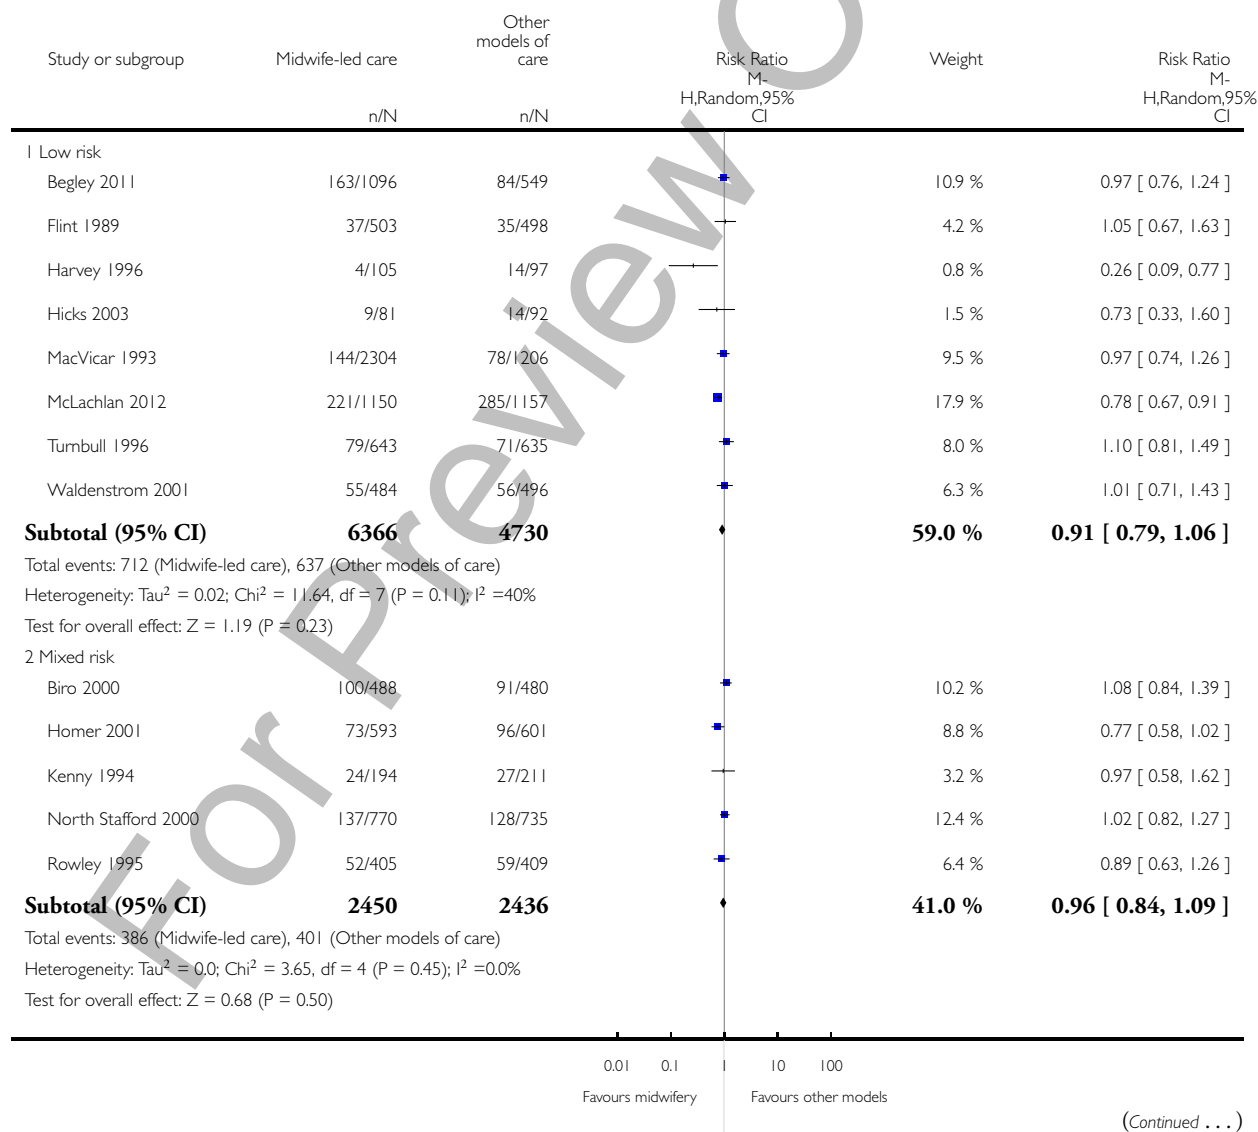 Study or subgroup Midwife-led care Other models of care Risk Ratio Weight Risk Ratio
n/N n/N M-H,Random,95% CI M-H,Random,95% CI
1 Low risk
Begley 2011 163/1096 84/549 10.9 % 0.97 [ 0.76, 1.24 ]
Flint 1989 37/503 35/498 4.2 % 1.05 [ 0.67, 1.63 ]
Harvey 1996 4/105 14/97 0.8 % 0.26 [ 0.09, 0.77 ]
Hicks 2003 9/81 14/92 1.5 % 0.73 [ 0.33, 1.60 ]
MacVicar 1993 144/2304 78/1206 9.5 % 0.97 [ 0.74, 1.26 ]
McLachlan 2012 221/1150 285/1157 17.9 % 0.78 [ 0.67, 0.91 ]
Turnbull 1996 79/643 71/635 8.0 % 1.10 [ 0.81, 1.49 ]
Waldenstrom 2001 55/484 56/496 6.3 % 1.01 [ 0.71, 1.43 ]
Subtotal (95% CI) 6366 4730 59.0 % 0.91 [ 0.79, 1.06 ]
Total events: 712 (Midwife-led care), 637 (Other models of care)
Heterogeneity: Tau² = 0.02; Chi² = 11.64, df = 7 (P = 0.11); I² =40%
Test for overall effect: Z = 1.19 (P = 0.23)
2 Mixed risk
Biro 2000 100/488 91/480 10.2 % 1.08 [ 0.84, 1.39 ]
Homer 2001 73/593 96/601 8.8 % 0.77 [ 0.58, 1.02 ]
Kenny 1994 24/194 27/211 3.2 % 0.97 [ 0.58, 1.62 ]
North Stafford 2000 137/770 128/735 12.4 % 1.02 [ 0.82, 1.27 ]
Rowley 1995 52/405 59/409 6.4 % 0.89 [ 0.63, 1.26 ]
Subtotal (95% CI) 2450 2436 41.0 % 0.96 [ 0.84, 1.09 ]
Total events: 386 (Midwife-led care), 401 (Other models of care)
Heterogeneity: Tau² = 0.0; Chi² = 3.65, df = 4 (P = 0.45); I² =0.0%
Test for overall effect: Z = 0.68 (P = 0.50)
0.01 0.1 1 10 100
Favours midwifery Favours other models
(Continued . . . )
For Preview O